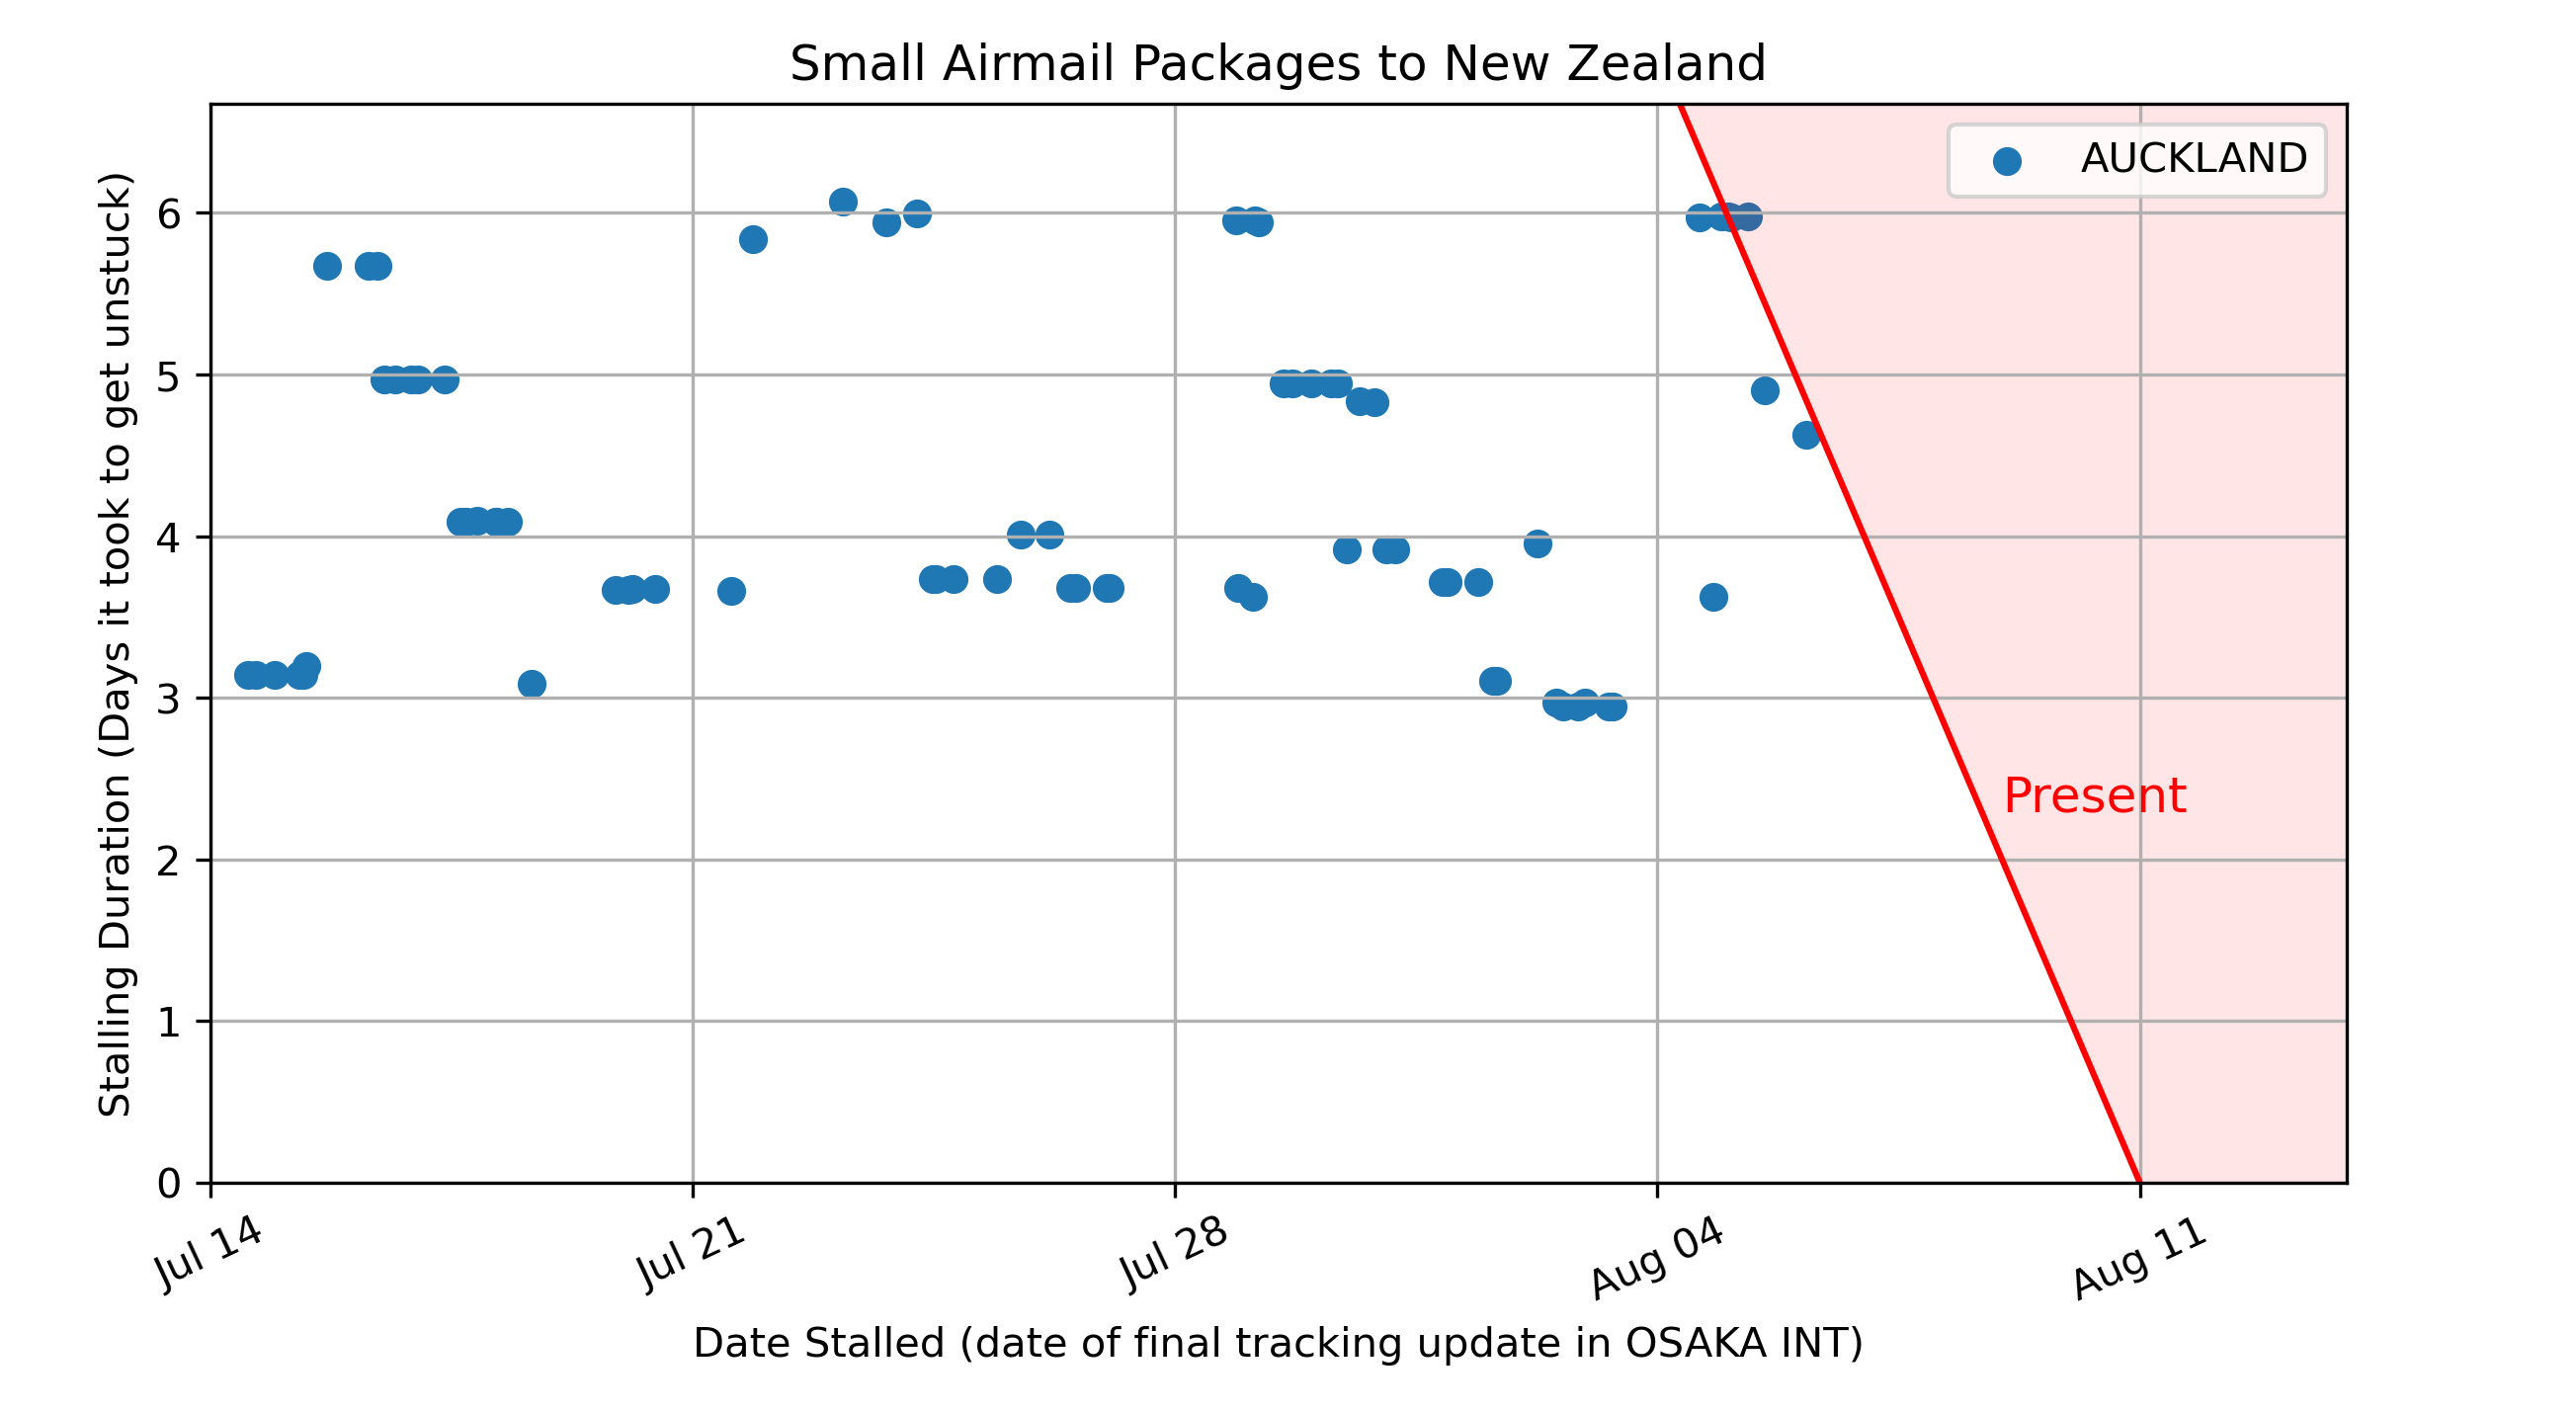 Small Airmail Packages to New Zealand
AUCKLAND
Stalling Duration (Days it took to get unstuck)
6
5
4
3
2
1
0
Present
Jul 14
Jul 21
Jul 28
Aug 04
Aug 11
Date Stalled (date of final tracking update in OSAKA INT)